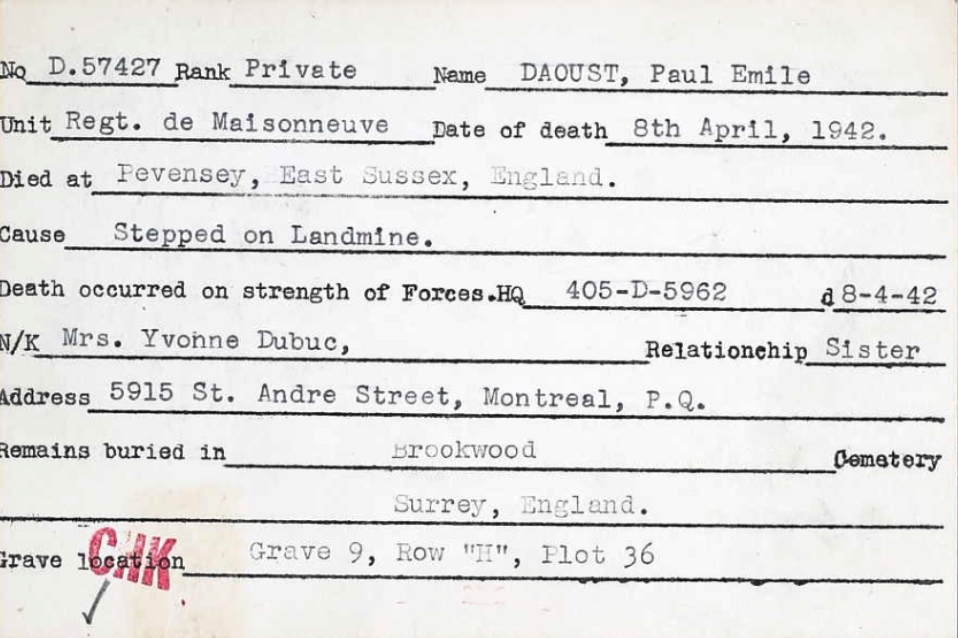 No D.57427 Rank Private Name DAOUST, Paul Emile
Unit Regt. de Maisonneuve Date of death 8th April, 1942.
Died at Pevensey, East Sussex, England.
Cause Stepped on Landmine.
Death occurred on strength of Forces.HQ 405-D-5962 d 8-4-42
N/K Mrs. Yvonne Dubuc, Relationship Sister
Address 5915 St. Andre Street, Montreal, P.Q.
Remains buried in Brookwood Cemetery
Surrey, England.
Grave location Grave 9, Row "H", Plot 36